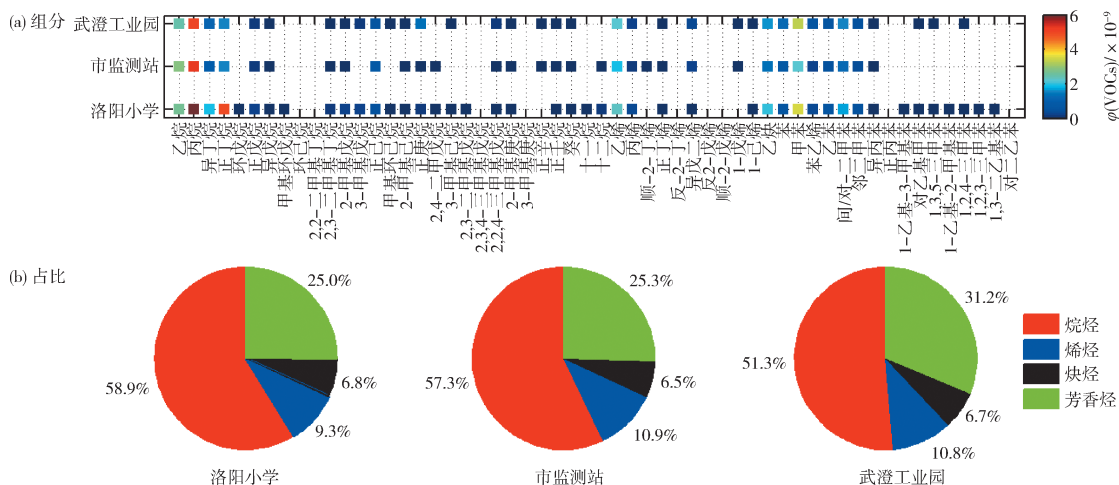 (a) 组分
武澄工业园
市监测站
洛阳小学
6
4
2
0
φ(VOCs)/×10⁻⁹
乙烷
丙烷
异丁烷
正丁烷
环戊烷
正戊烷
异戊烷
甲基环戊烷
环己烷
2,2-二甲基丁烷
2,3-二甲基丁烷
2-甲基戊烷
3-甲基戊烷
正己烷
甲基环己烷
2-甲基己烷
正庚烷
2,4-二甲戊烷
3-甲基己烷
2,3-二甲基戊烷
2,3,4-三甲基戊烷
2,2,4-三甲基戊烷
2-甲基庚烷
3-甲基庚烷
正辛烷
正壬烷
癸烷
十一烷
十二烷
乙烯
丙烯
顺-2-丁烯
正丁烯
反-2-丁烯
异戊二烯
反2-戊烯
顺-2-戊烯
1-戊烯
1-己烯
乙炔
苯
甲苯
苯乙烯
乙苯
间/对-二甲苯
邻二甲苯
异丙苯
正丙苯
1-乙基-3-甲基苯
对乙基甲苯
1,3,5-三甲苯
1-乙基-2-甲基苯
1,2,4-三甲苯
1,2,3-三甲苯
1,3-二乙基苯
对二乙苯
(b) 占比
25.0%
58.9%
6.8%
9.3%
洛阳小学
25.3%
57.3%
6.5%
10.9%
市监测站
31.2%
51.3%
6.7%
10.8%
武澄工业园
烷烃
烯烃
炔烃
芳香烃